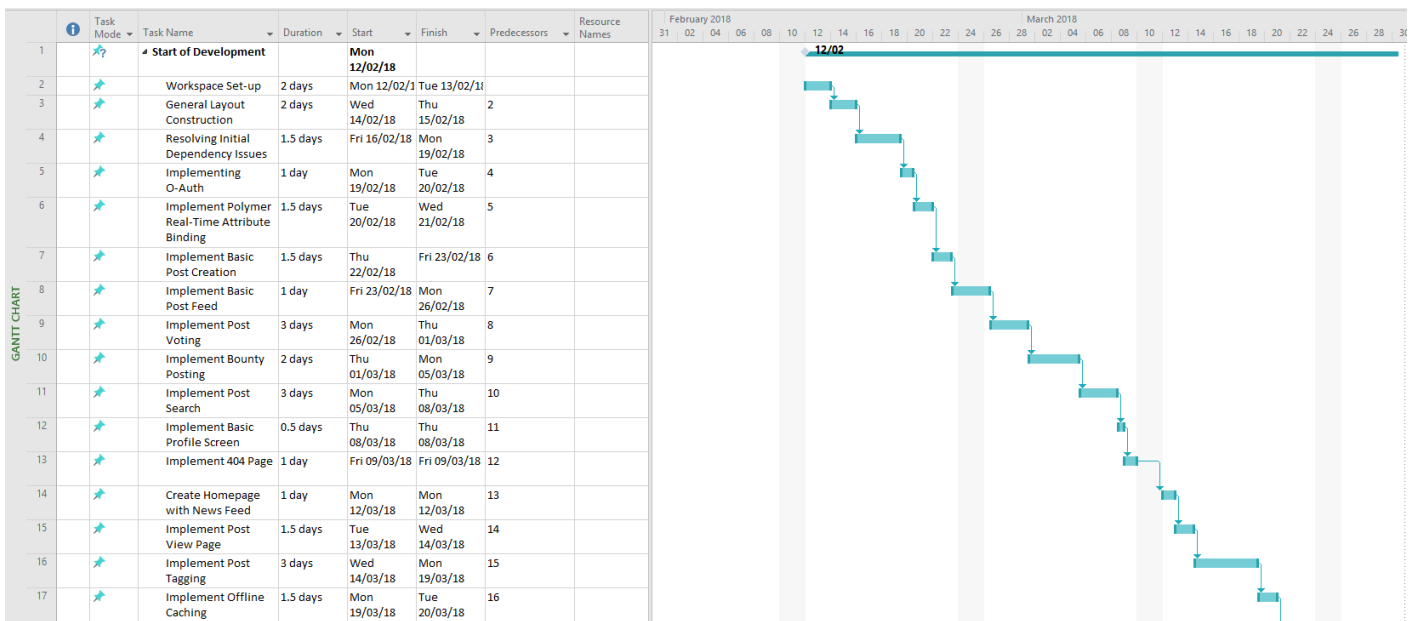 Task Mode Task Name Duration Start Finish Predecessors Resource Names
February 2018 March 2018
31 02 04 06 08 10 12 14 16 18 20 22 24 26 28 02 04 06 08 10 12 14 16 18 20 22 24 26 28 30
1 Start of Development Mon 12/02/18
12/02
2 Workspace Set-up 2 days Mon 12/02/1 Tue 13/02/18
3 General Layout Construction 2 days Wed 14/02/18 Thu 15/02/18 2
4 Resolving Initial Dependency Issues 1.5 days Fri 16/02/18 Mon 19/02/18 3
5 Implementing O-Auth 1 day Mon 19/02/18 Tue 20/02/18 4
6 Implement Polymer Real-Time Attribute Binding 1.5 days Tue 20/02/18 Wed 21/02/18 5
7 Implement Basic Post Creation 1.5 days Thu 22/02/18 Fri 23/02/18 6
8 Implement Basic Post Feed 1 day Fri 23/02/18 Mon 26/02/18 7
9 Implement Post Voting 3 days Mon 26/02/18 Thu 01/03/18 8
10 Implement Bounty Posting 2 days Thu 01/03/18 Mon 05/03/18 9
11 Implement Post Search 3 days Mon 05/03/18 Thu 08/03/18 10
12 Implement Basic Profile Screen 0.5 days Thu 08/03/18 Thu 08/03/18 11
13 Implement 404 Page 1 day Fri 09/03/18 Fri 09/03/18 12
14 Create Homepage with News Feed 1 day Mon 12/03/18 Mon 12/03/18 13
15 Implement Post View Page 1.5 days Tue 13/03/18 Wed 14/03/18 14
16 Implement Post Tagging 3 days Wed 14/03/18 Mon 19/03/18 15
17 Implement Offline Caching 1.5 days Mon 19/03/18 Tue 20/03/18 16
GANTT CHART